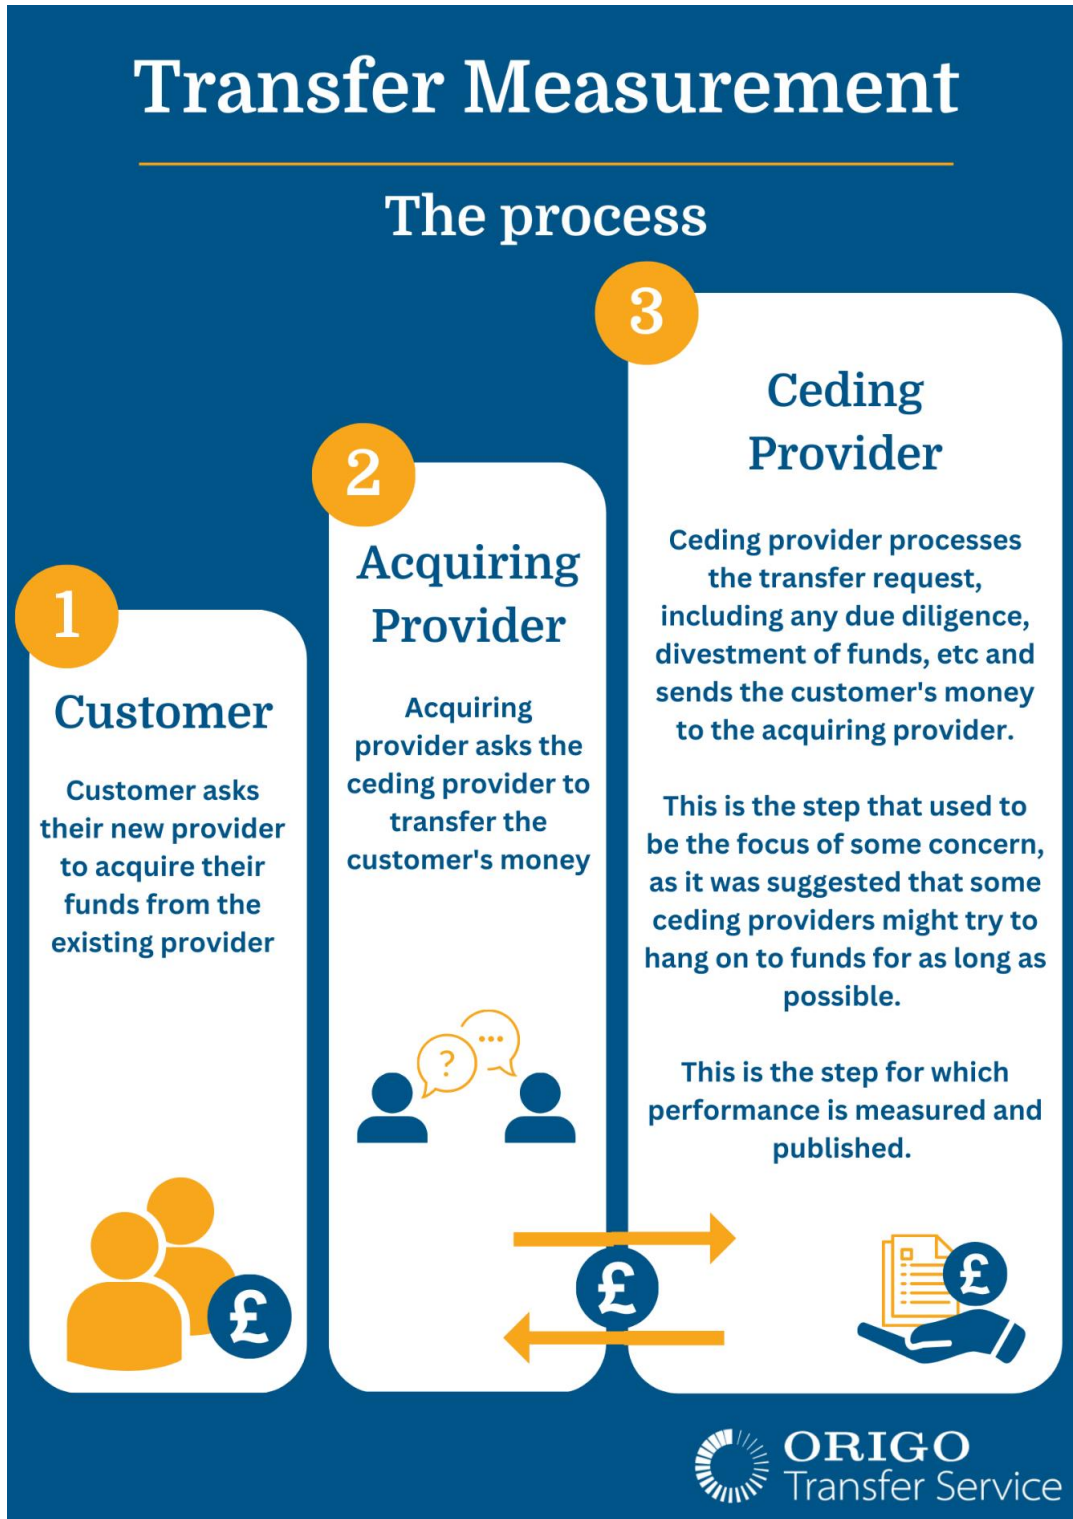 Transfer Measurement
The process
1
Customer
Customer asks
their new provider
to acquire their
funds from the
existing provider
£
2
Acquiring
Provider
Acquiring
provider asks the
ceding provider to
transfer the
customer's money
?
...
£
3
Ceding
Provider
Ceding provider processes
the transfer request,
including any due diligence,
divestment of funds, etc and
sends the customer's money
to the acquiring provider.
This is the step that used to
be the focus of some concern,
as it was suggested that some
ceding providers might try to
hang on to funds for as long as
possible.
This is the step for which
performance is measured and
published.
£
ORIGO
Transfer Service